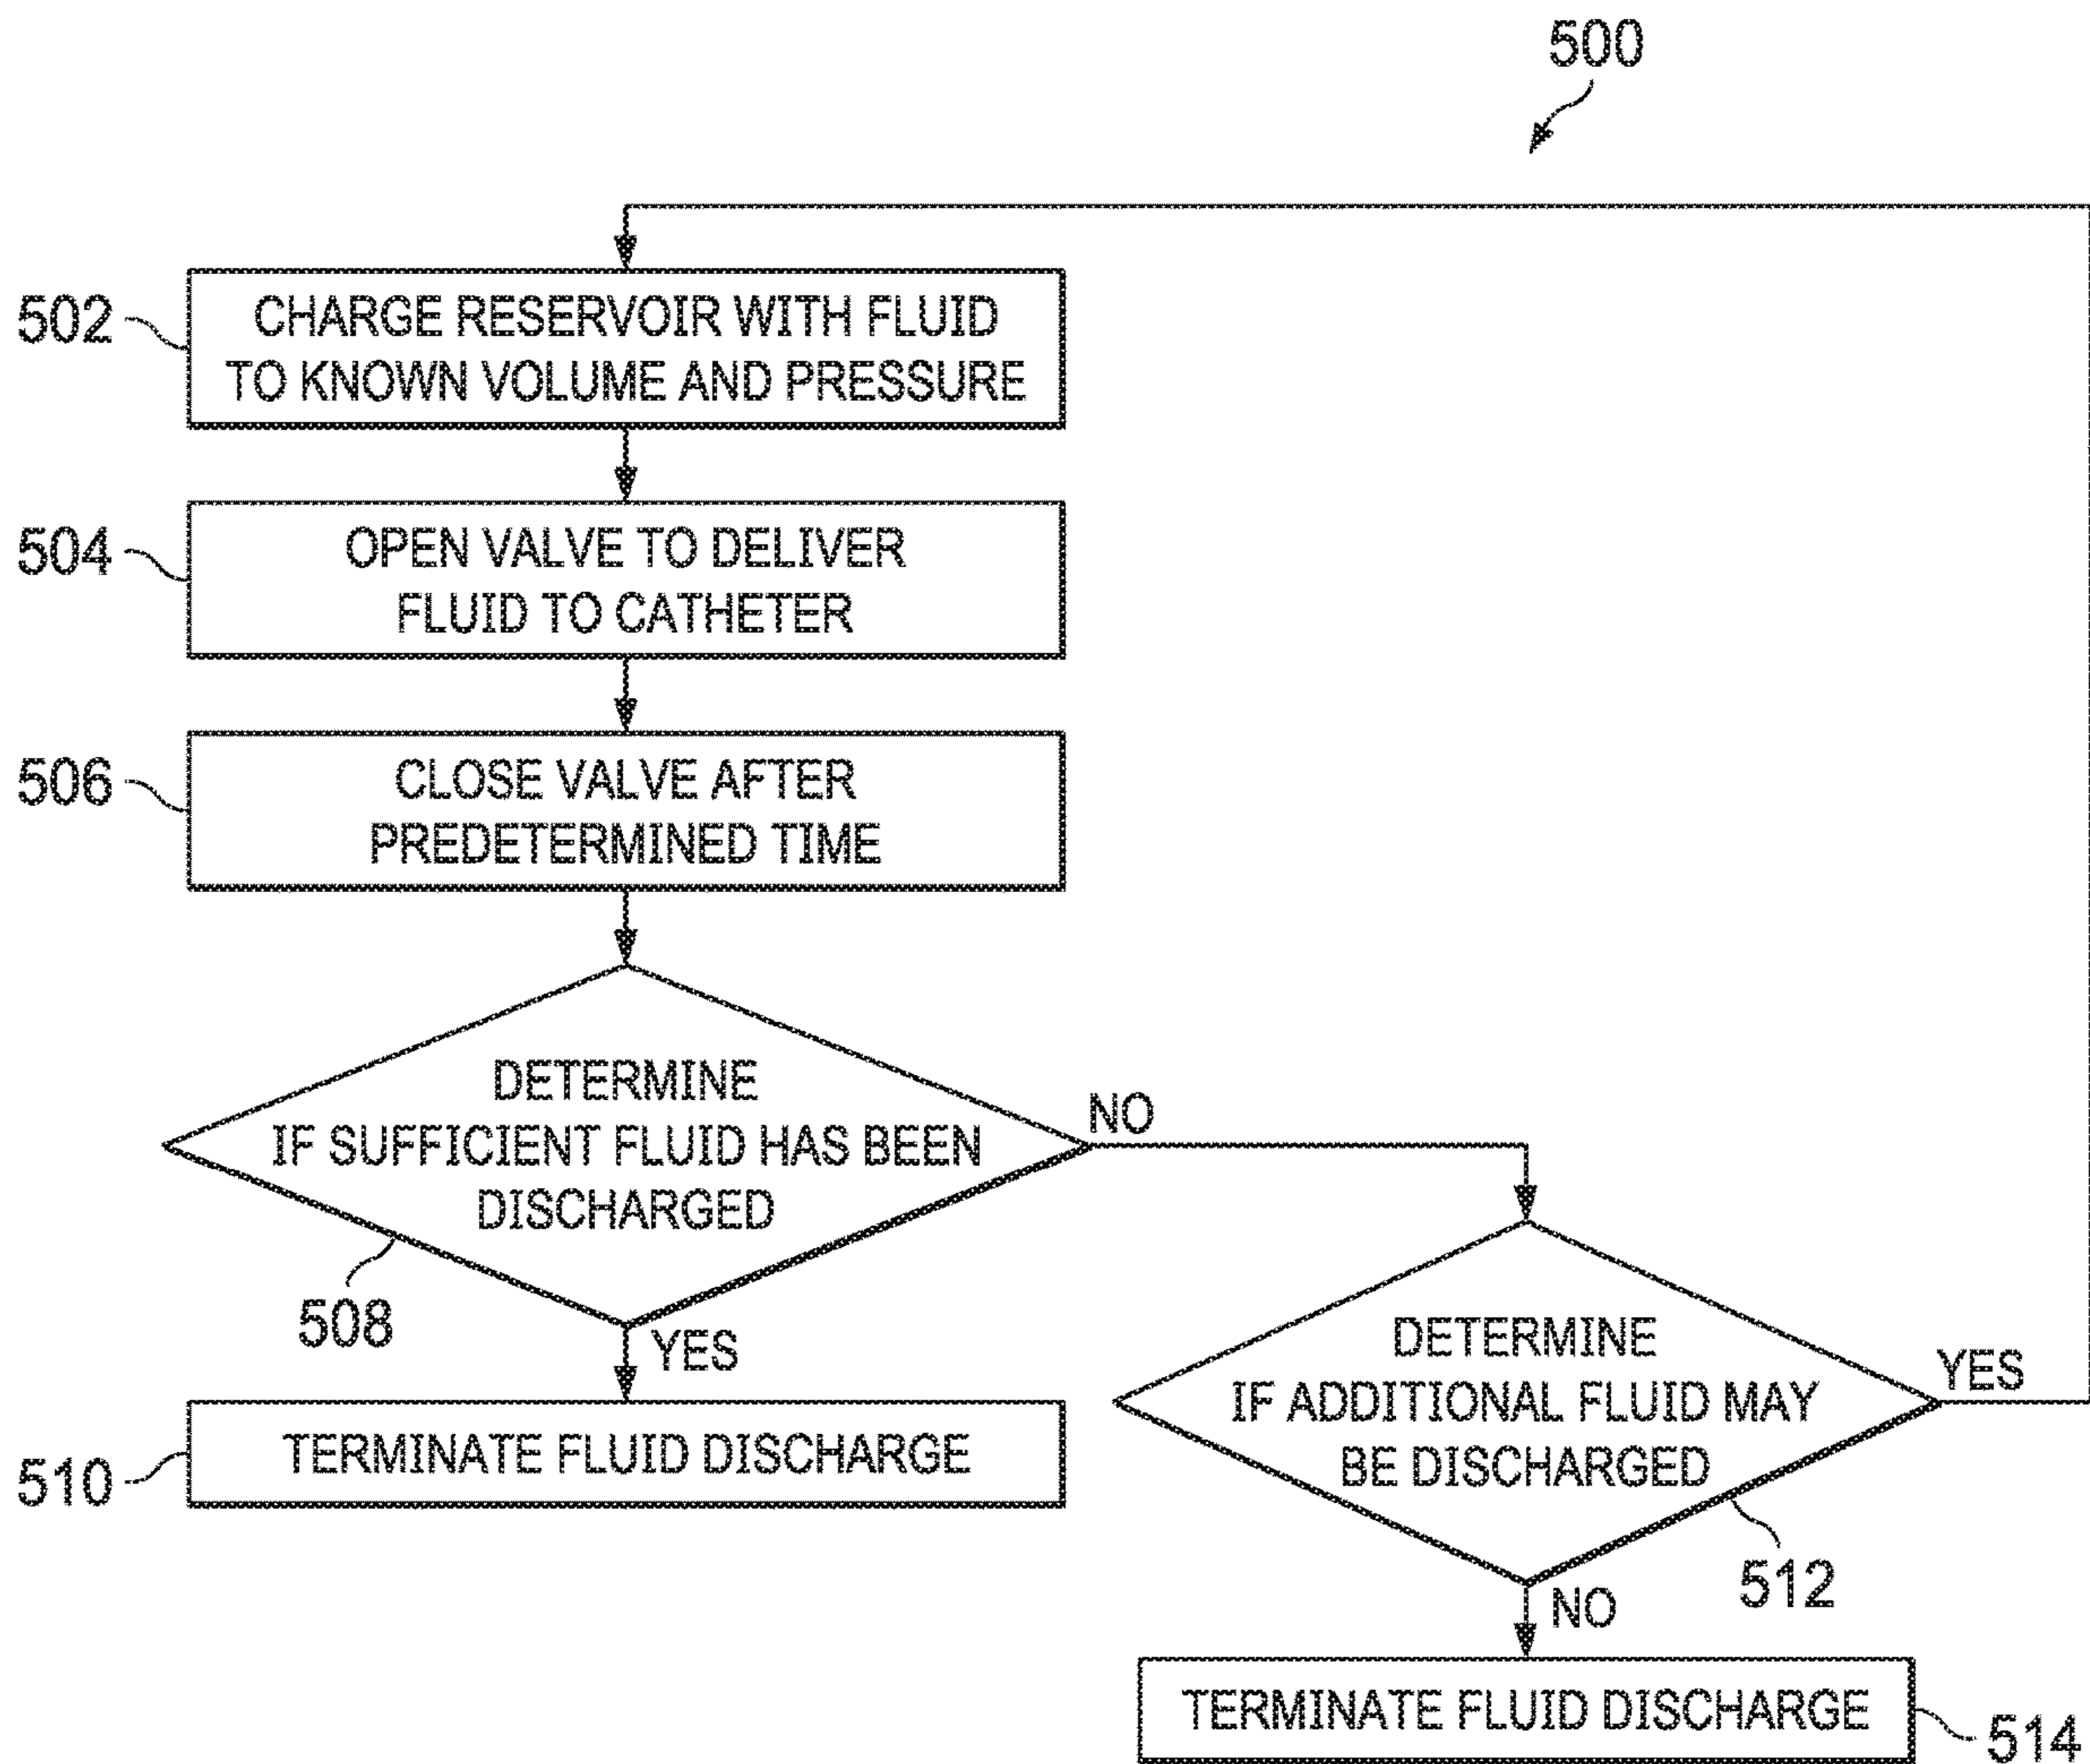 500
502
CHARGE RESERVOIR WITH FLUID
TO KNOWN VOLUME AND PRESSURE
504
OPEN VALVE TO DELIVER
FLUID TO CATHETER
506
CLOSE VALVE AFTER
PREDETERMINED TIME
DETERMINE
IF SUFFICIENT FLUID HAS BEEN
DISCHARGED
NO
508
YES
510
TERMINATE FLUID DISCHARGE
DETERMINE
IF ADDITIONAL FLUID MAY
BE DISCHARGED
YES
512
NO
TERMINATE FLUID DISCHARGE
514